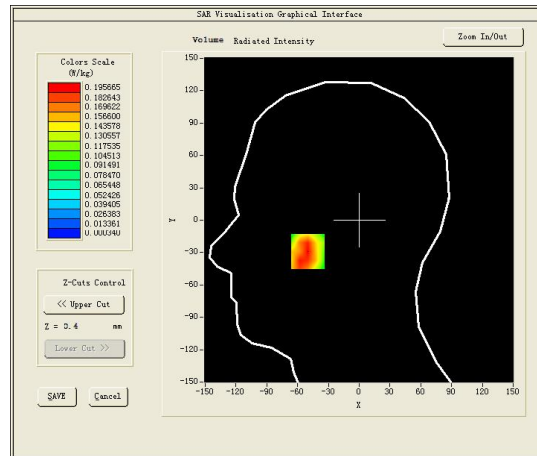 SAR Visualisation Graphical Interface
Volume Radiated Intensity
Zoom In/Out
Colors Scale
(W/kg)
0.195665
0.182643
0.169622
0.156600
0.143578
0.130557
0.117535
0.104513
0.091491
0.078470
0.065448
0.052426
0.039405
0.026383
0.013361
0.000340
150
120
90
60
30
0
-30
-60
-90
-120
-150
Y
-150 -120 -90 -60 -30 0 30 60 90 120 150
X
Z-Cuts Control
<< Upper Cut
Z = 3.4 mm
Lower Cut >>
SAVE
Cancel